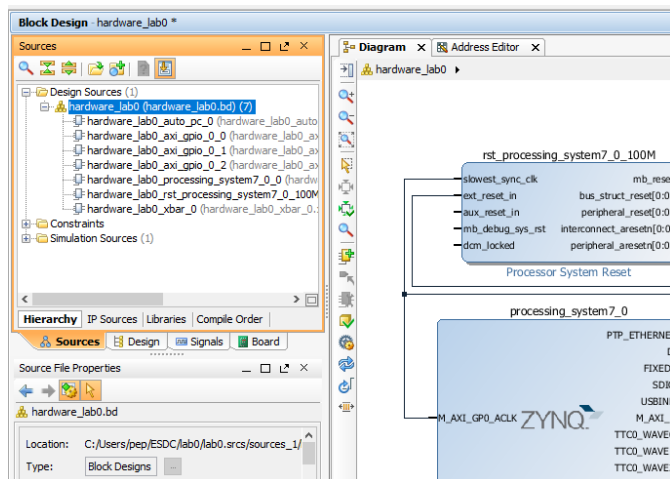 Block Design - hardware_lab0 *
Sources
Design Sources (1)
hardware_lab0 (hardware_lab0.bd) (7)
hardware_lab0_auto_pc_0 (hardware_lab0_auto
hardware_lab0_axi_gpio_0_0 (hardware_lab0_ax
hardware_lab0_axi_gpio_0_1 (hardware_lab0_ax
hardware_lab0_axi_gpio_0_2 (hardware_lab0_ax
hardware_lab0_processing_system7_0_0 (hardw
hardware_lab0_rst_processing_system7_0_100M
hardware_lab0_xbar_0 (hardware_lab0_xbar_0.
Constraints
Simulation Sources (1)
Hierarchy IP Sources Libraries Compile Order
Sources Design Signals Board
Source File Properties
hardware_lab0.bd
Location: C:/Users/pep/ESDC/lab0/lab0.srcs/sources_1/
Type: Block Designs ...
Diagram Address Editor
hardware_lab0
rst_processing_system7_0_100M
slowest_sync_clk mb_rese
ext_reset_in bus_struct_reset[0:0
aux_reset_in peripheral_reset[0:0
mb_debug_sys_rst interconnect_aresetn[0:0
dcm_locked peripheral_aresetn[0:0
Processor System Reset
processing_system7_0
PTP_ETHERNE
D
FIXED
SDI
USBIN
M_AXI_GP0_ACLK ZYNQ M_AXI_
TTC0_WAVE
TTC0_WAVE
TTC0_WAVE